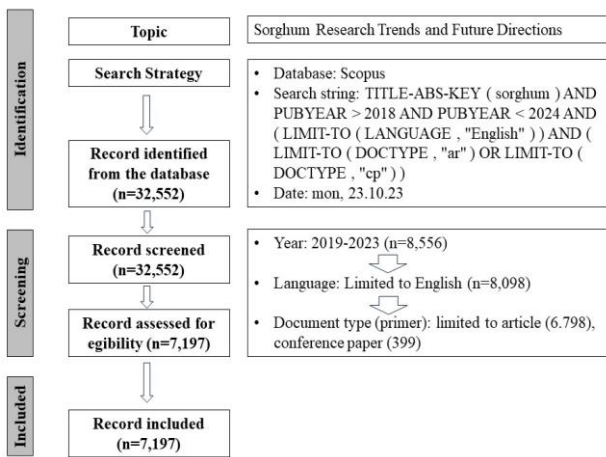 Identification
Topic
Sorghum Research Trends and Future Directions
Search Strategy
• Database: Scopus
• Search string: TITLE-ABS-KEY ( sorghum ) AND
PUBYEAR > 2018 AND PUBYEAR < 2024 AND
( LIMIT-TO ( LANGUAGE , "English" ) ) AND (
LIMIT-TO ( DOCTYPE , "ar" ) OR LIMIT-TO (
DOCTYPE , "cp" ) )
• Date: mon, 23.10.23
Record identified
from the database
(n=32,552)
Screening
Record screened
(n=32,552)
• Year: 2019-2023 (n=8,556)
• Language: Limited to English (n=8,098)
• Document type (primer): limited to article (6.798),
conference paper (399)
Record assessed for
egibility (n=7,197)
Included
Record included
(n=7,197)